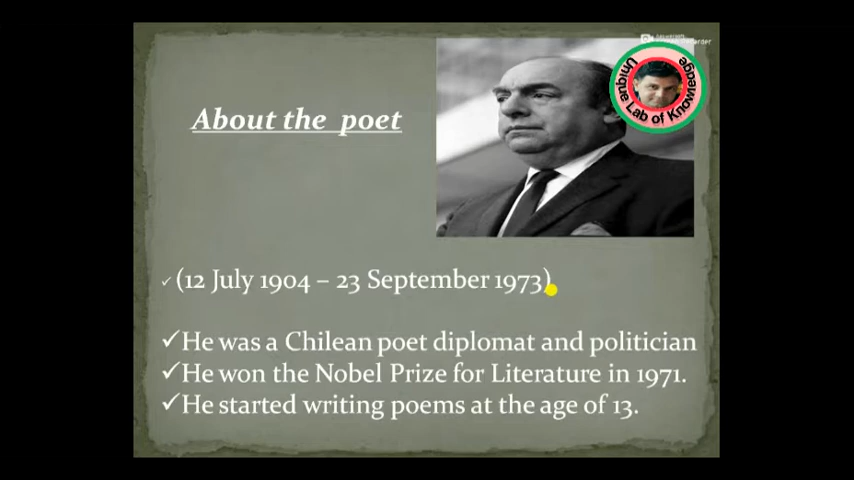 Unique Lab of Knowledge
About the poet
✓(12 July 1904 – 23 September 1973)
✓He was a Chilean poet diplomat and politician
✓He won the Nobel Prize for Literature in 1971.
✓He started writing poems at the age of 13.